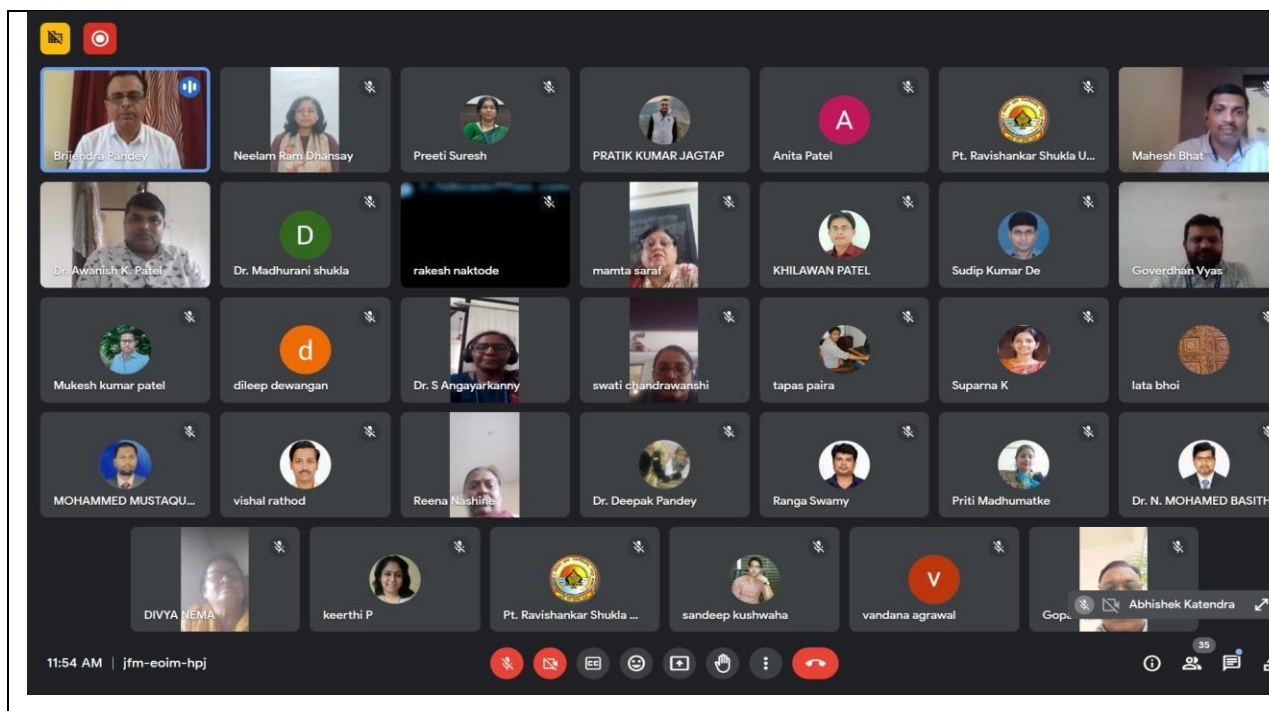 Brijendra Pandey
Neelam Ram Dhansay
Preeti Suresh
PRATIK KUMAR JAGTAP
A
Anita Patel
Pt. Ravishankar Shukla U...
Mahesh Bhat
Dr. Awanish K. Patel
D
Dr. Madhurani shukla
rakesh naktode
mamta saraf
KHILAWAN PATEL
Sudip Kumar De
Goverdhan Vyas
Mukesh kumar patel
d
dileep dewangan
Dr. S Angayarkanny
swati chandrawanshi
tapas paira
Suparna K
lata bhoi
MOHAMMED MUSTAQU...
vishal rathod
Reena Nashine
Dr. Deepak Pandey
Ranga Swamy
Priti Madhumatke
Dr. N. MOHAMED BASITH
DIVYA NEMA
keerthi P
Pt. Ravishankar Shukla ...
sandeep kushwaha
V
vandana agrawal
Abhishek Katendra
11:54 AM | jfm-eoim-hpj
CC
35